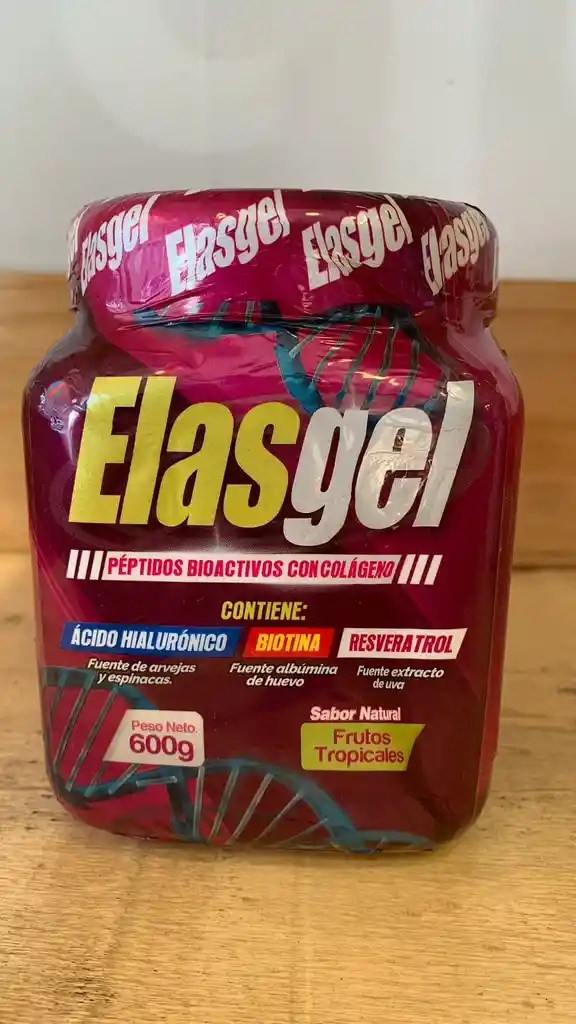 Elasgel Elasgel Elasgel Elasgel
Elasgel
PÉPTIDOS BIOACTIVOS CON COLÁGENO
CONTIENE:
ÁCIDO HIALURÓNICO BIOTINA RESVERATROL
Fuente de arvejas Fuente albúmina Fuente extracto
y espinacas. de huevo de uva
Peso Neto. Sabor Natural
600g Frutos
Tropicales